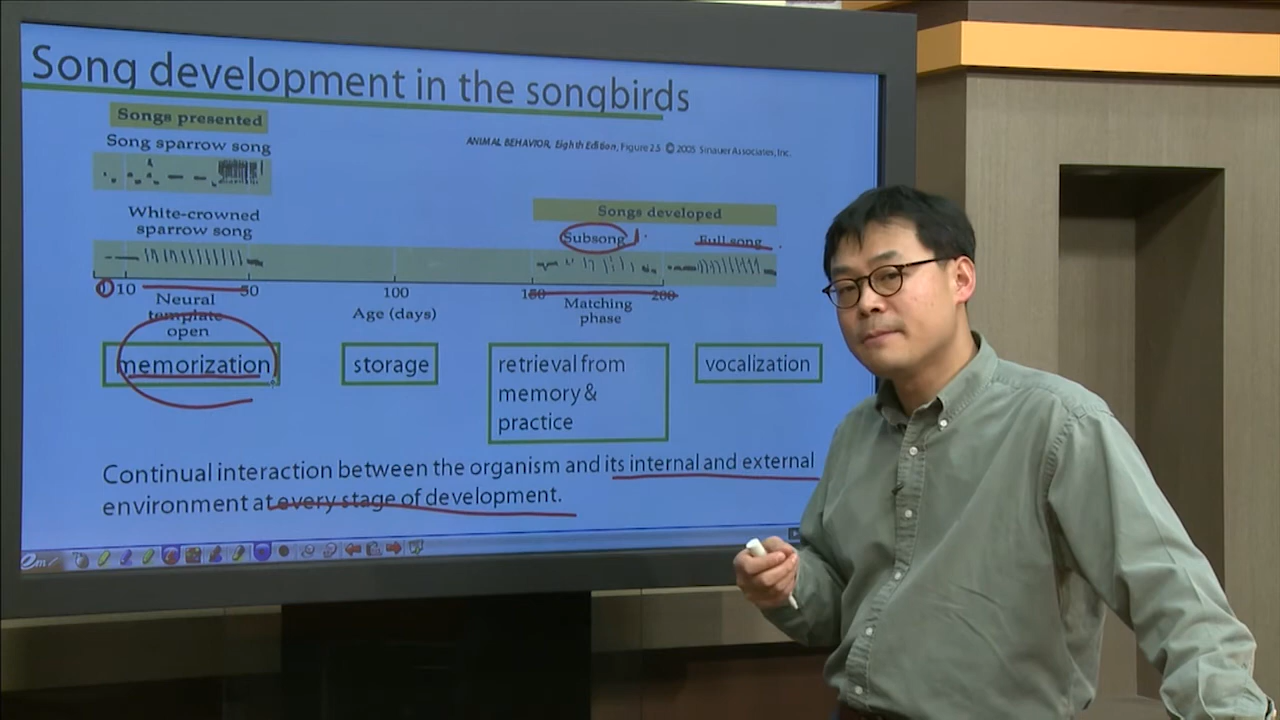 Song development in the songbirds
Songs presented
Song sparrow song
ANIMAL BEHAVIOR, Eighth Edition, Figure 2.5 © 2005 Sinauer Associates, Inc.
White-crowned
sparrow song
Songs developed
Subsong
Full song
10 50 100 150 200
Neural
template
open
Age (days)
Matching
phase
memorization
storage
retrieval from
memory &
practice
vocalization
Continual interaction between the organism and its internal and external
environment at every stage of development.